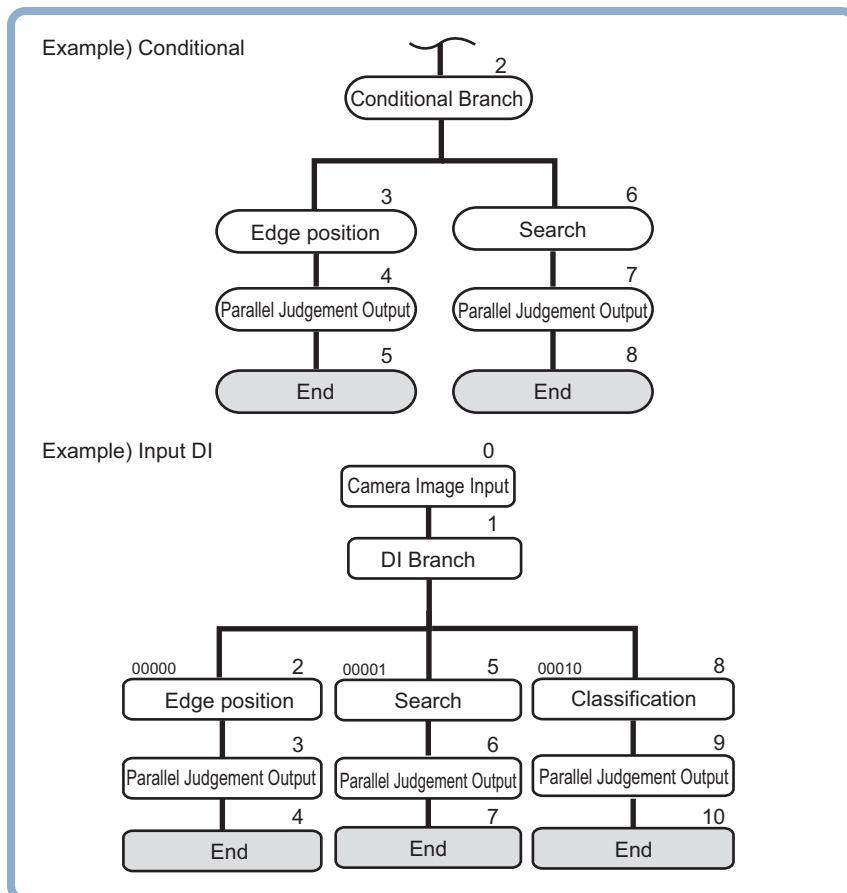 Example) Conditional
2
Conditional Branch
3
6
Edge position
Search
4
7
Parallel Judgement Output
Parallel Judgement Output
5
8
End
End
Example) Input DI
0
Camera Image Input
1
DI Branch
00000
2
00001
5
00010
8
Edge position
Search
Classification
3
6
9
Parallel Judgement Output
Parallel Judgement Output
Parallel Judgement Output
4
7
10
End
End
End